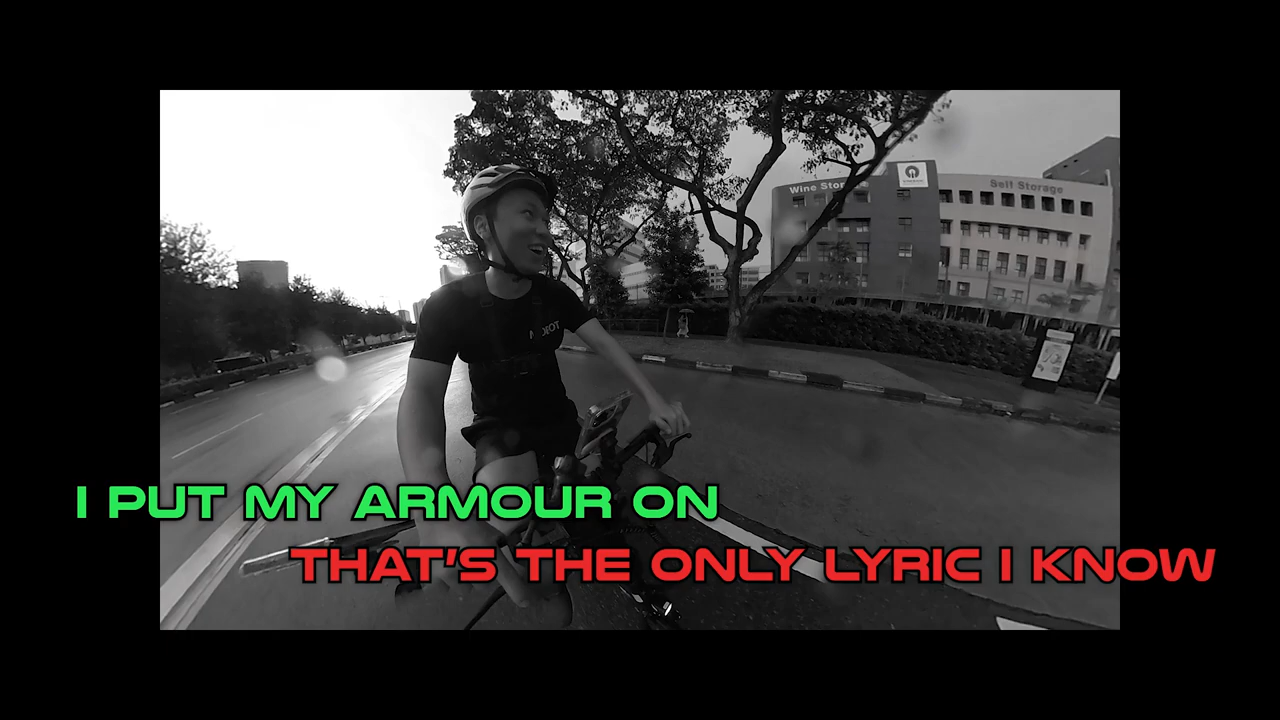 Wine Sto
Self Storage
I PUT MY ARMOUR ON
THAT'S THE ONLY LYRIC I KNOW